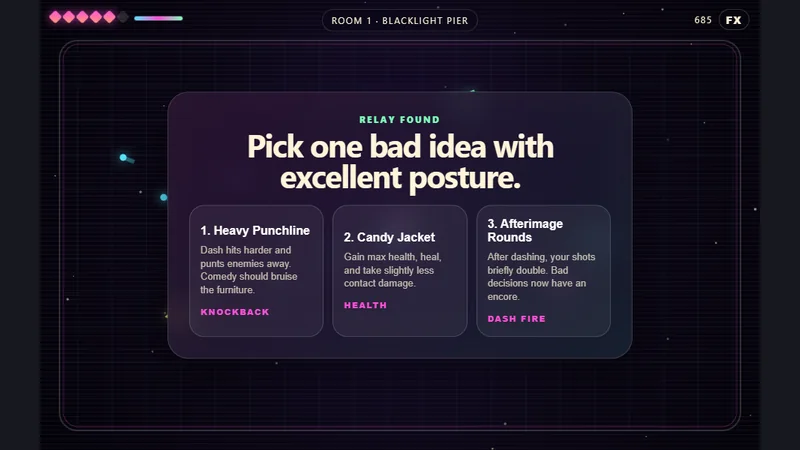 ROOM 1 · BLACKLIGHT PIER
685
FX
RELAY FOUND
Pick one bad idea with
excellent posture.
1. Heavy Punchline
Dash hits harder and
punts enemies away.
Comedy should bruise
the furniture.
KNOCKBACK
2. Candy Jacket
Gain max health, heal,
and take slightly less
contact damage.
HEALTH
3. Afterimage
Rounds
After dashing, your shots
briefly double. Bad
decisions now have an
encore.
DASH FIRE